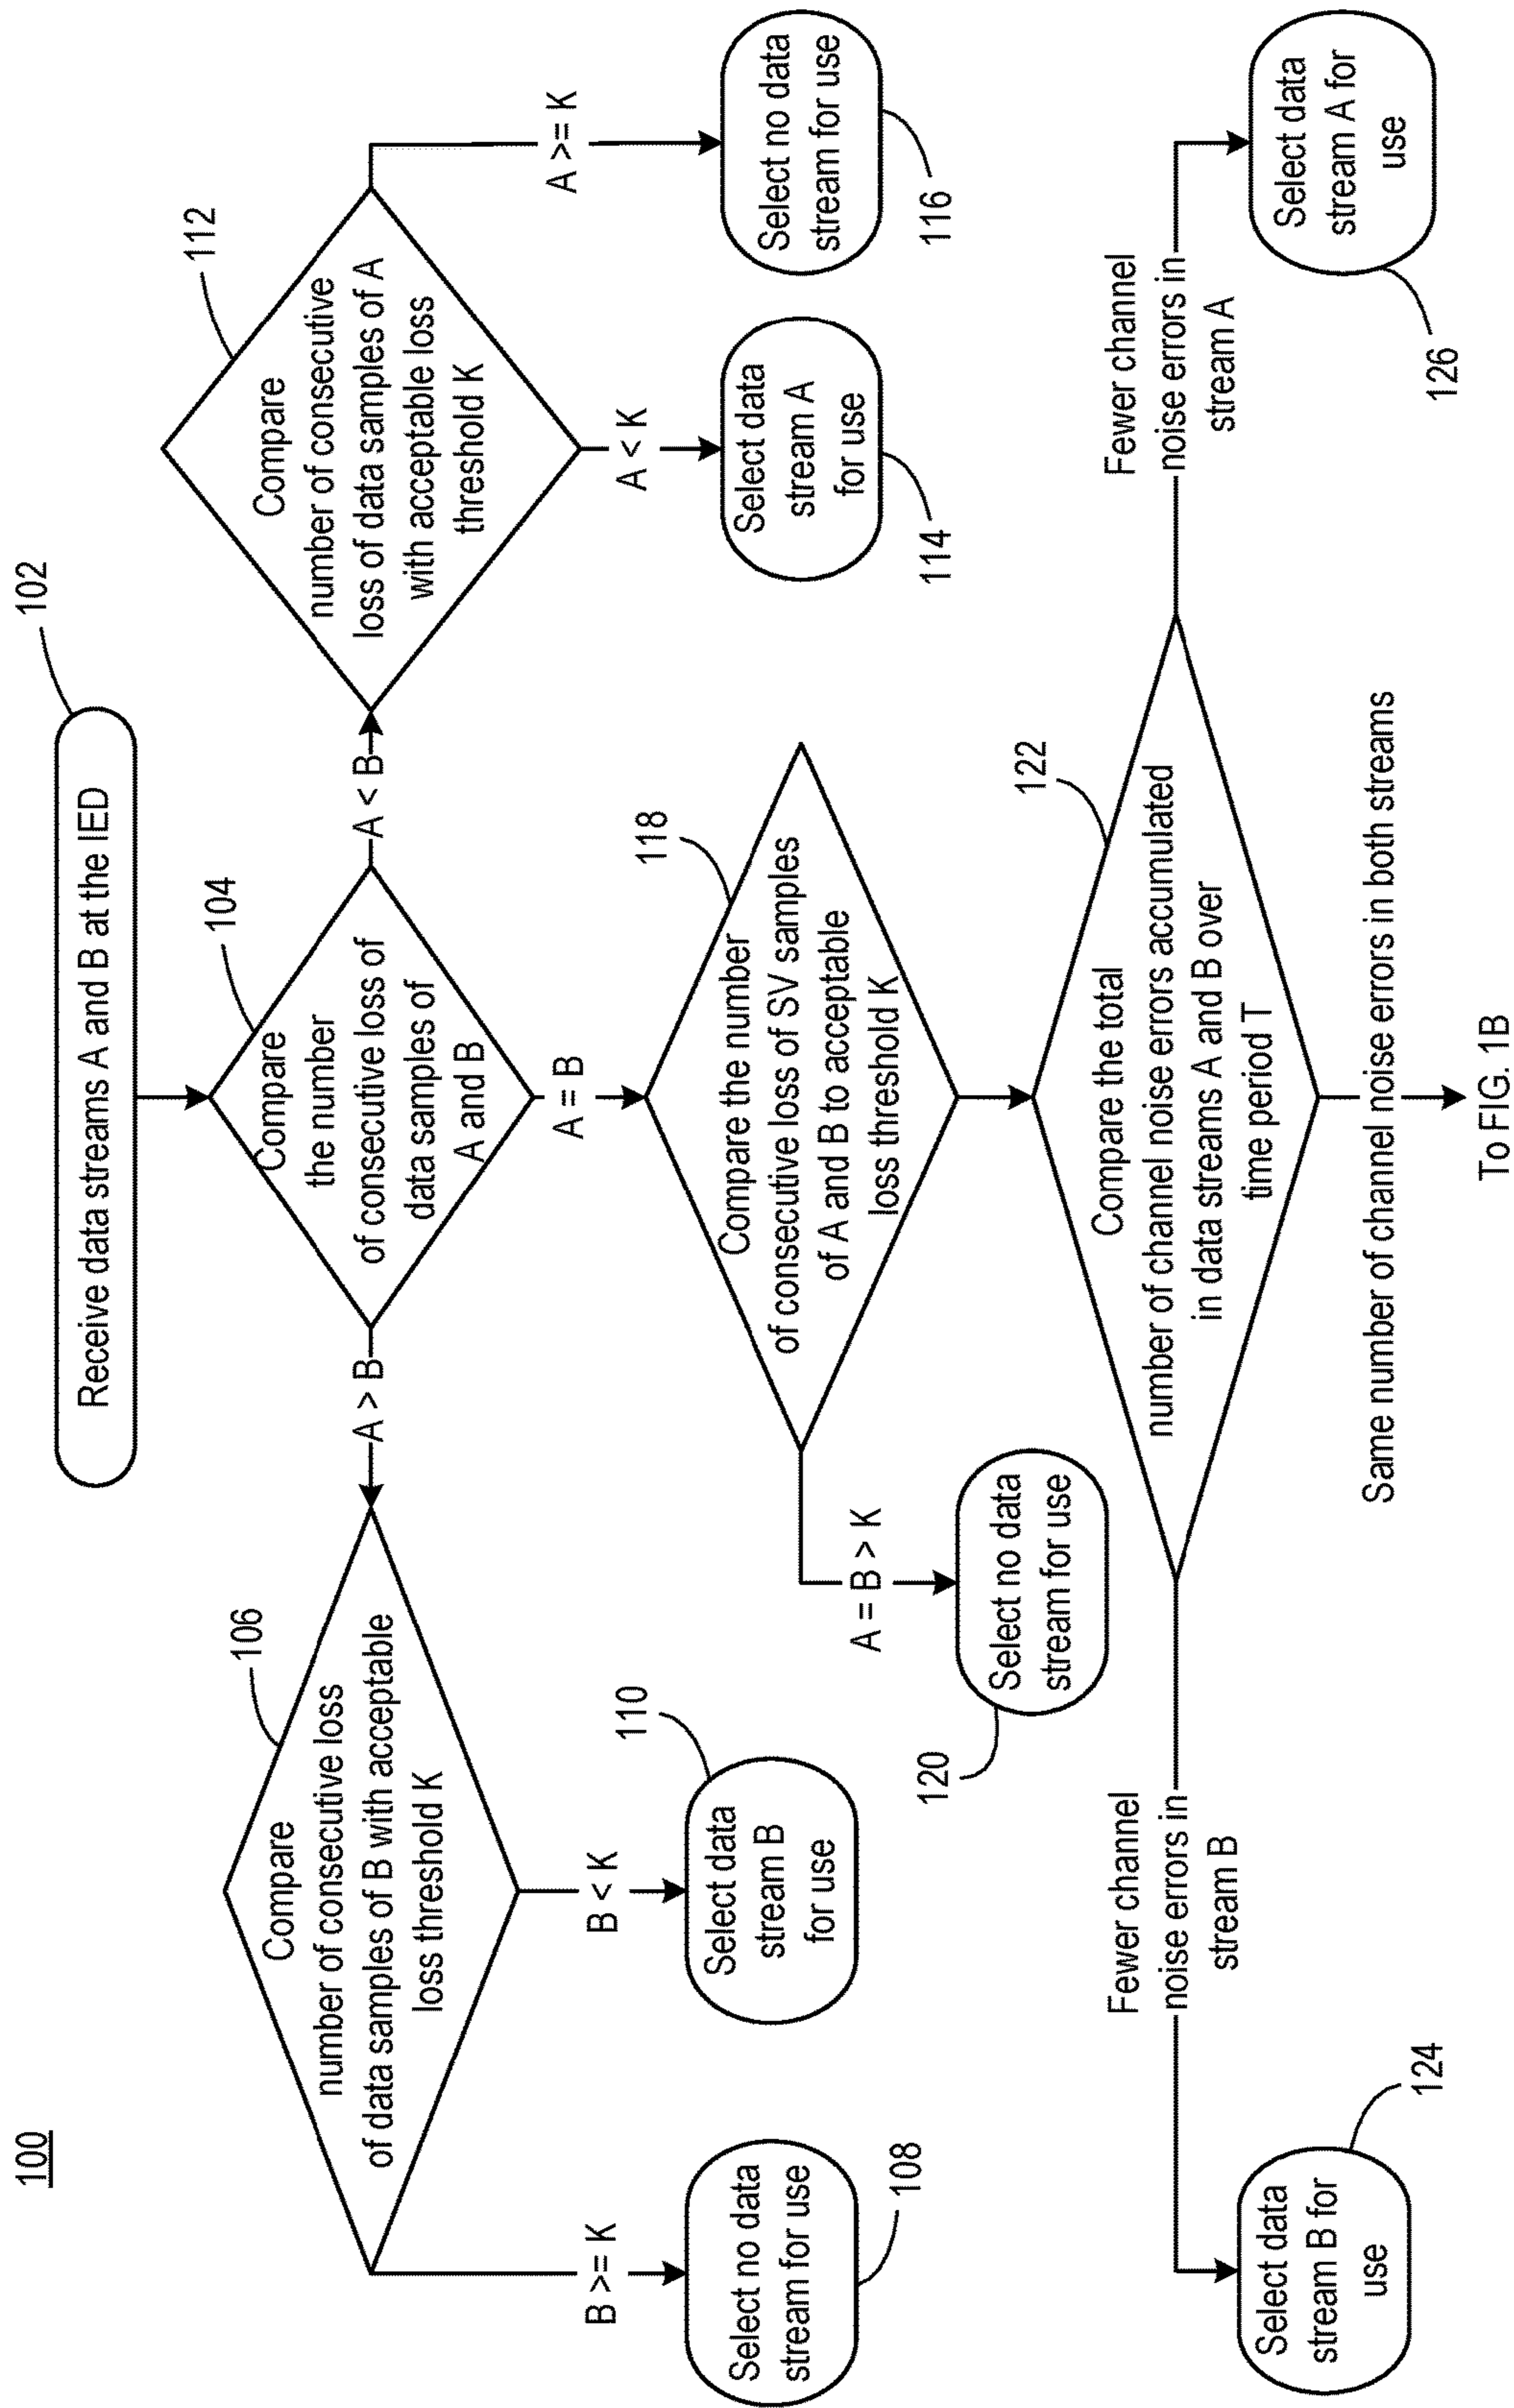 100
Receive data streams A and B at the IED
102
Compare
the number
of consecutive loss of
data samples of
A and B
104
A > B
A < B
A = B
Compare
number of consecutive loss
of data samples of B with acceptable
loss threshold K
106
B >= K
B < K
Select no data
stream for use
108
Select data
stream B
for use
110
Compare
number of consecutive
loss of data samples of A
with acceptable loss
threshold K
112
A < K
A >= K
Select data
stream A
for use
114
Select no data
stream for use
116
Compare the number
of consecutive loss of SV samples
of A and B to acceptable
loss threshold K
118
A = B > K
Select no data
stream for use
120
Compare the total
number of channel noise errors accumulated
in data streams A and B over
time period T
122
Fewer channel
noise errors in
stream B
Select data
stream B for
use
124
Fewer channel
noise errors in
stream A
Select data
stream A for
use
126
Same number of channel noise errors in both streams
To FIG. 1B